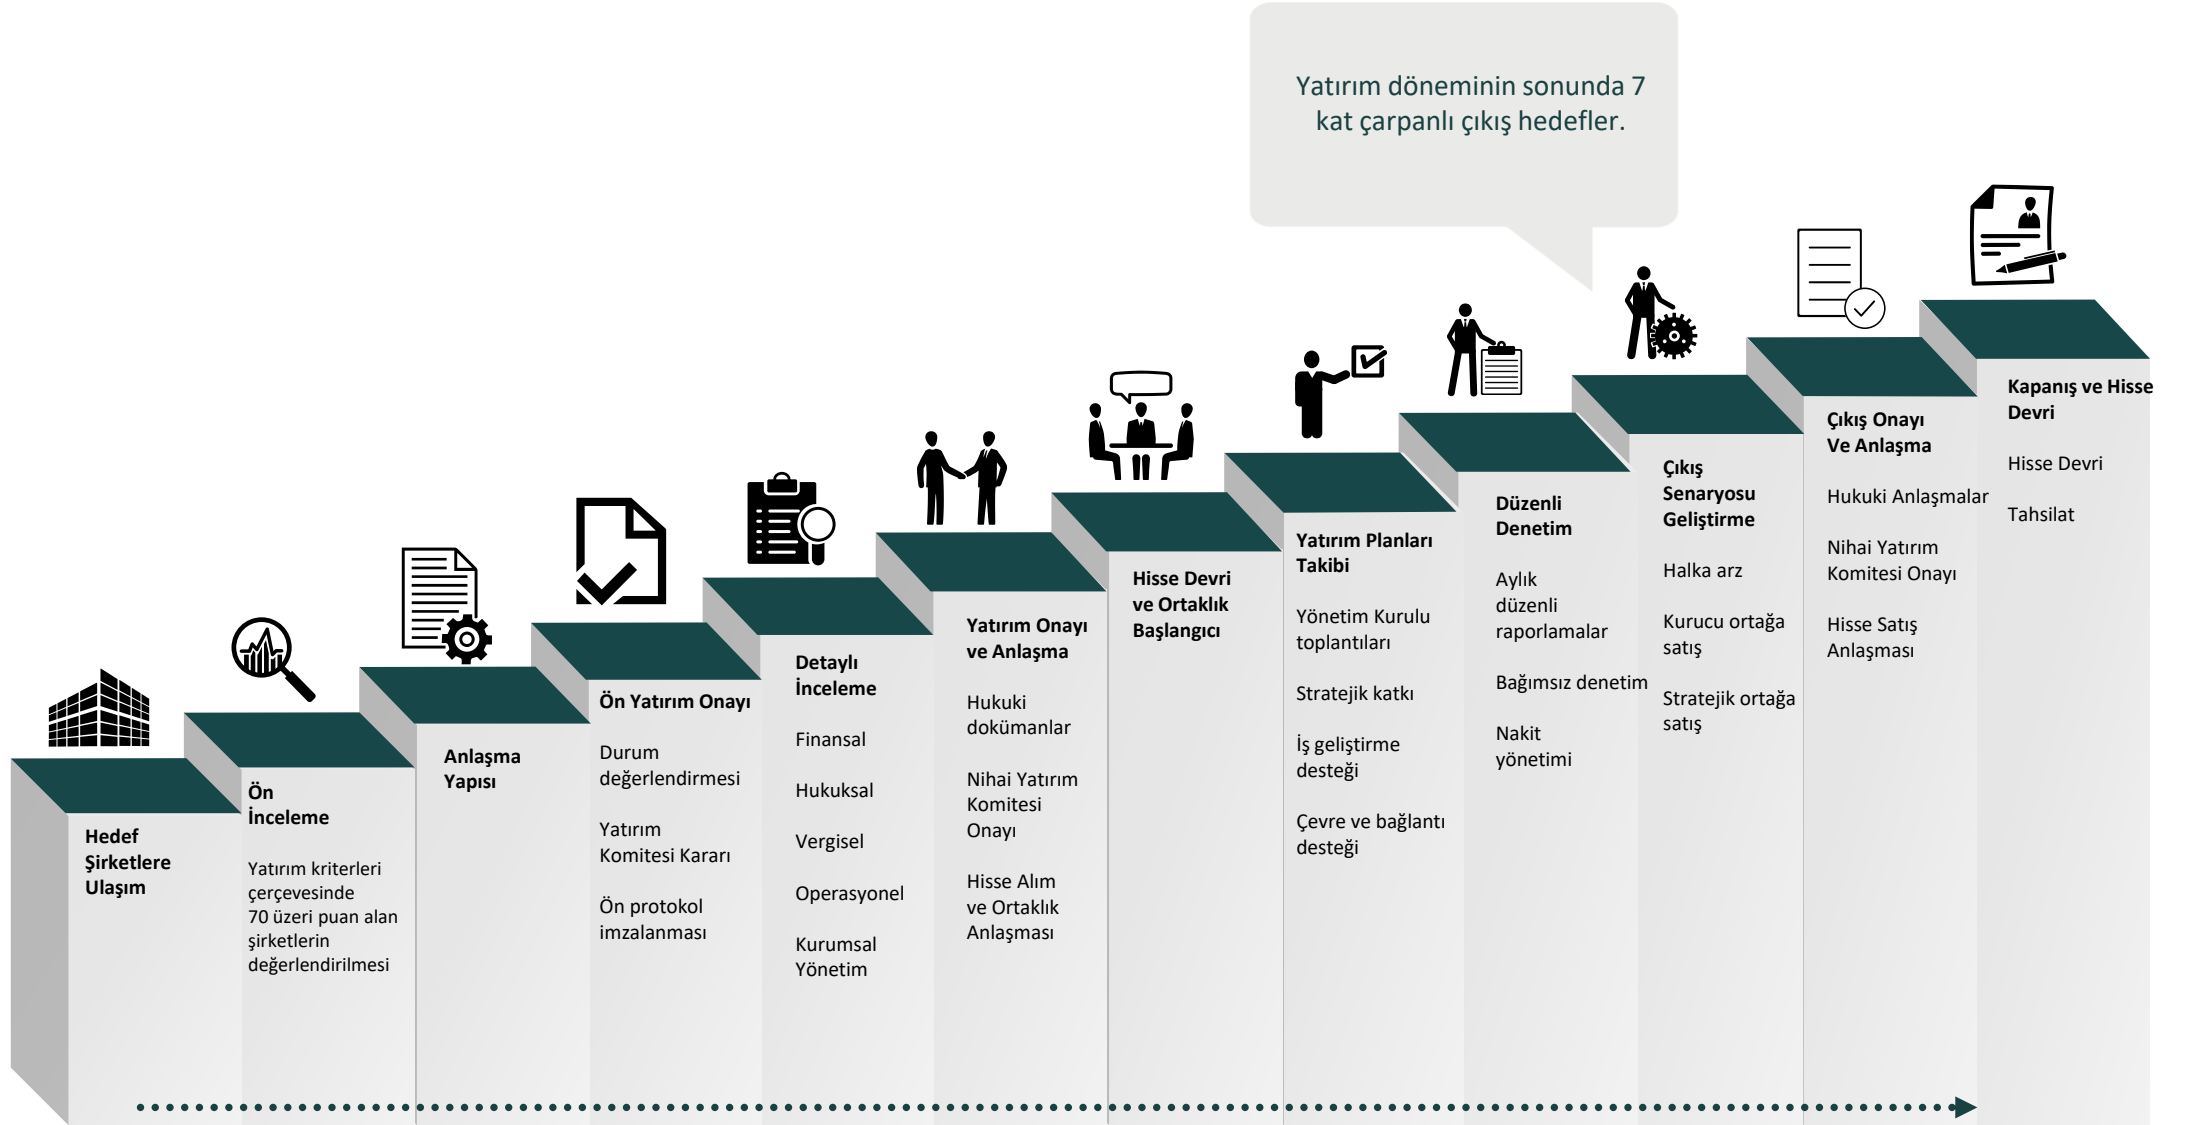 Yatırım döneminin sonunda 7
kat çarpanlı çıkış hedefler.
Hedef
Şirketlere
Ulaşım
Ön
İnceleme
Yatırım kriterleri
çerçevesinde
70 üzeri puan alan
şirketlerin
değerlendirilmesi
Anlaşma
Yapısı
Ön Yatırım Onayı
Durum
değerlendirmesi
Yatırım
Komitesi Kararı
Ön protokol
imzalanması
Detaylı
İnceleme
Finansal
Hukuksal
Vergisel
Operasyonel
Kurumsal
Yönetim
Yatırım Onayı
ve Anlaşma
Hukuki
dokümanlar
Nihai Yatırım
Komitesi
Onayı
Hisse Alım
ve Ortaklık
Anlaşması
Hisse Devri
ve Ortaklık
Başlangıcı
Yatırım Planları
Takibi
Yönetim Kurulu
toplantıları
Stratejik katkı
İş geliştirme
desteği
Çevre ve bağlantı
desteği
Düzenli
Denetim
Aylık
düzenli
raporlamalar
Bağımsız denetim
Nakit
yönetimi
Çıkış
Senaryosu
Geliştirme
Halka arz
Kurucu ortağa
satış
Stratejik ortağa
satış
Çıkış Onayı
Ve Anlaşma
Hukuki Anlaşmalar
Nihai Yatırım
Komitesi Onayı
Hisse Satış
Anlaşması
Kapanış ve Hisse
Devri
Hisse Devri
Tahsilat